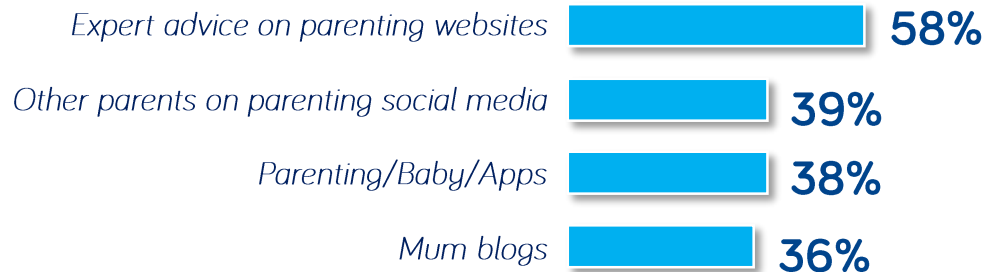 Expert advice on parenting websites 58%
Other parents on parenting social media 39%
Parenting/Baby/Apps 38%
Mum blogs 36%